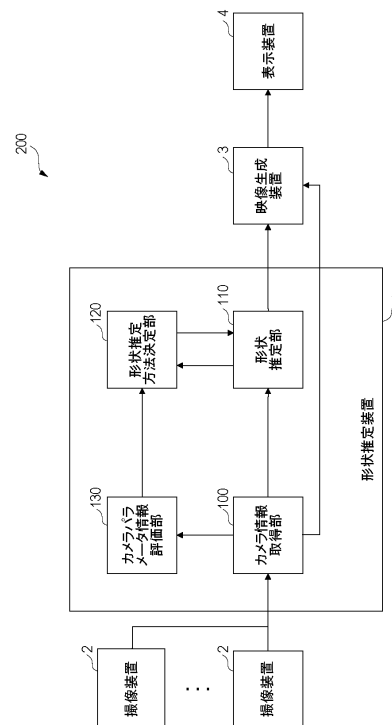 200
撮像装置
2
・・・
撮像装置
2
カメラパラ
メータ情報
評価部
130
カメラ情報
取得部
100
形状推定
方法決定部
120
形状
推定部
110
形状推定装置
映像生成
装置
3
表示装置
4